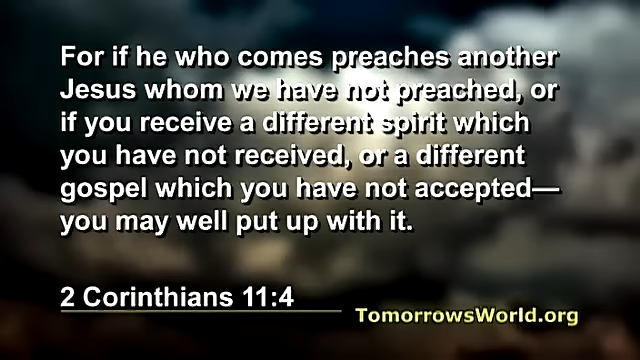 For if he who comes preaches another
Jesus whom we have not preached, or
if you receive a different spirit which
you have not received, or a different
gospel which you have not accepted—
you may well put up with it.
2 Corinthians 11:4
TomorrowsWorld.org